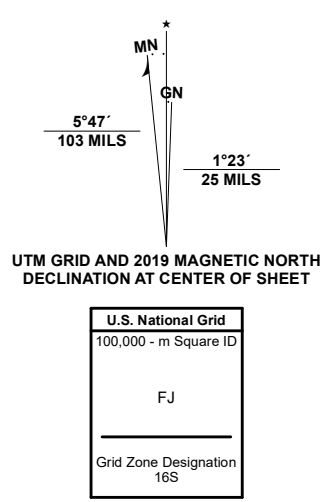 ★
MN
GN
5°47´
103 MILS
1°23´
25 MILS
UTM GRID AND 2019 MAGNETIC NORTH
DECLINATION AT CENTER OF SHEET
U.S. National Grid
100,000 - m Square ID
FJ
Grid Zone Designation
16S